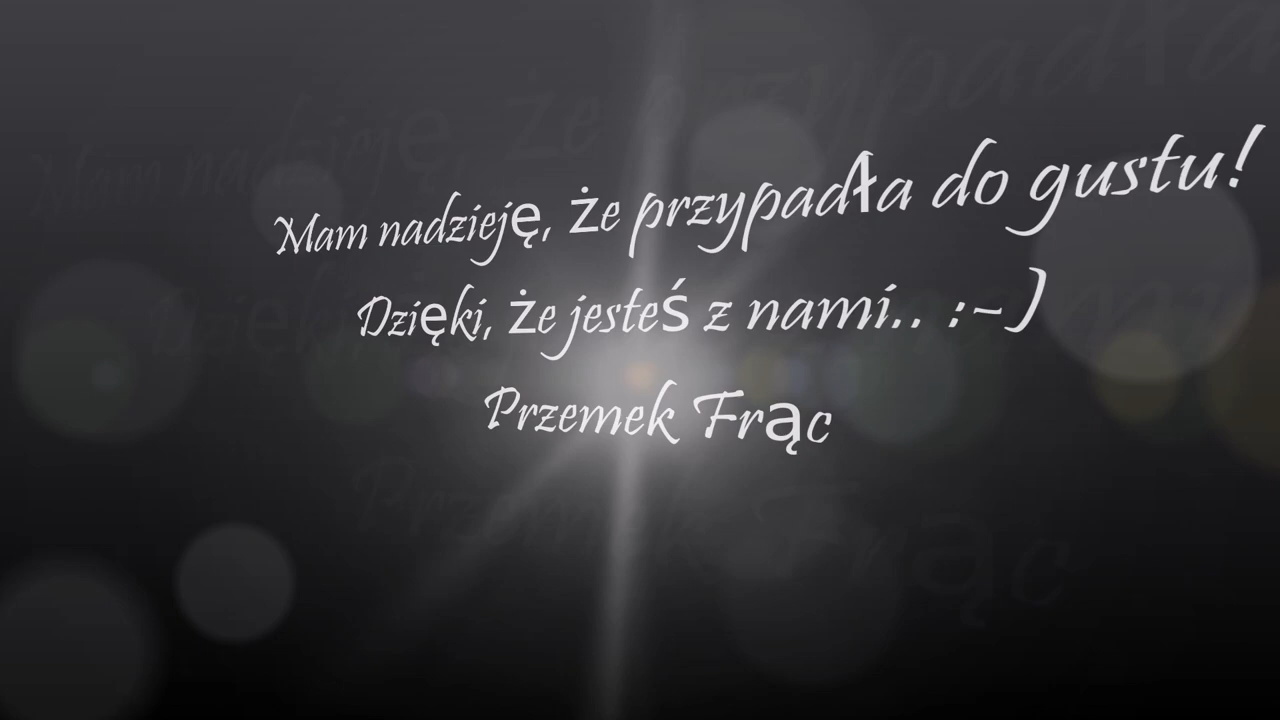 Mam nadzieję, że przypadła do gustu!
Dzięki, że jesteś z nami.. :-)
Przemek Frąc